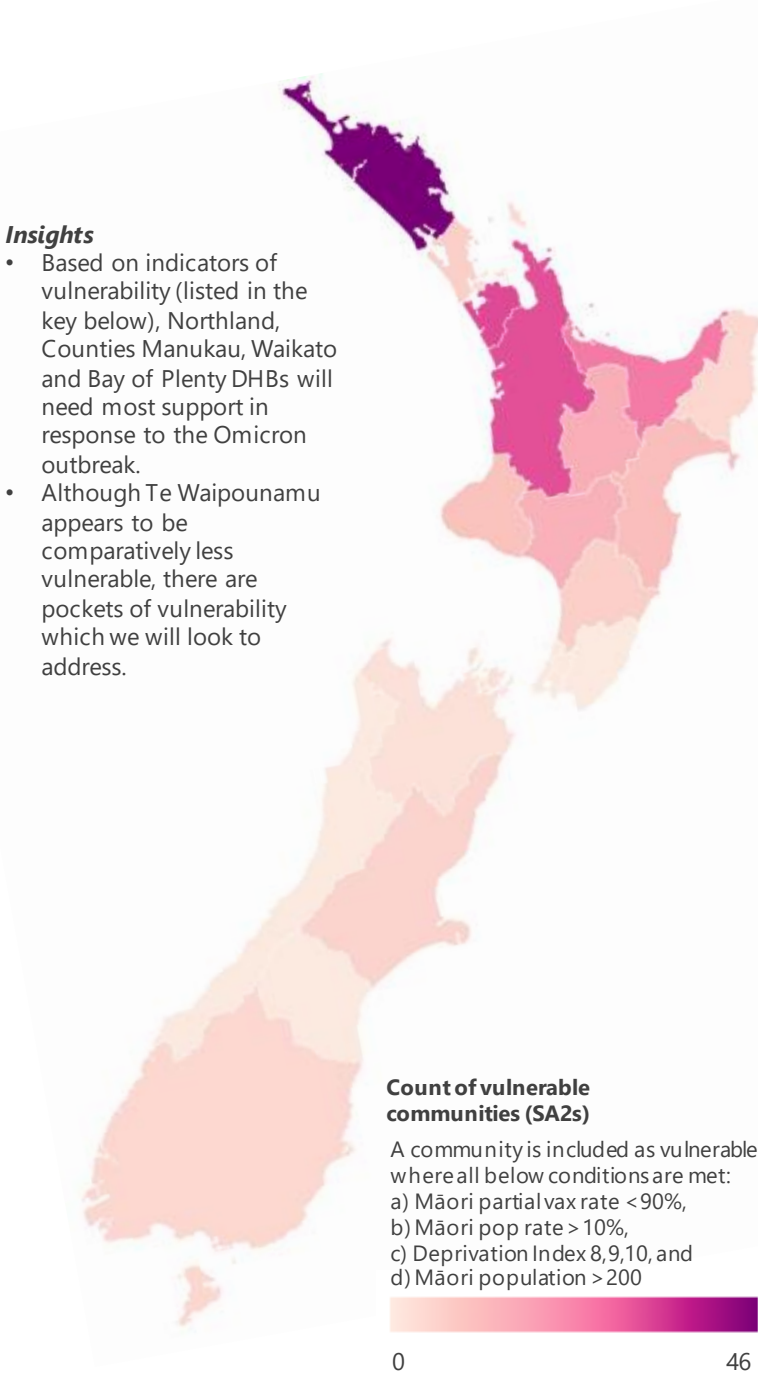 Insights
• Based on indicators of
vulnerability (listed in the
key below), Northland,
Counties Manukau, Waikato
and Bay of Plenty DHBs will
need most support in
response to the Omicron
outbreak.
• Although Te Waipounamu
appears to be
comparatively less
vulnerable, there are
pockets of vulnerability
which we will look to
address.
Count of vulnerable
communities (SA2s)
A community is included as vulnerable
where all below conditions are met:
a) Māori partial vax rate <90%,
b) Māori pop rate > 10%,
c) Deprivation Index 8,9,10, and
d) Māori population >200
0 46